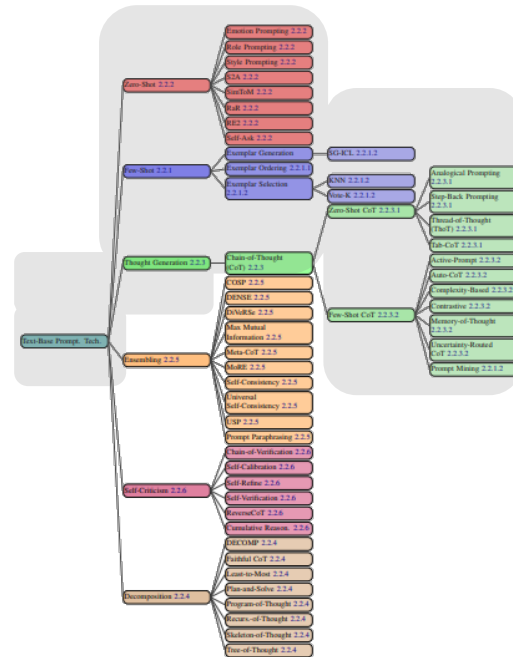 Text-Base Prompt. Tech.
Zero-Shot 2.2.2
Emotion Prompting 2.2.2
Role Prompting 2.2.2
Style Prompting 2.2.2
S2A 2.2.2
SimToM 2.2.2
RaR 2.2.2
RE2 2.2.2
Self-Ask 2.2.2
Few-Shot 2.2.1
Exemplar Generation
SG-ICL 2.2.1.2
Exemplar Ordering 2.2.1.1
Exemplar Selection
2.2.1.2
KNN 2.2.1.2
Vote-K 2.2.1.2
Thought Generation 2.2.3
Chain-of-Thought
(CoT) 2.2.3
Zero-Shot CoT 2.2.3.1
Analogical Prompting
2.2.3.1
Step-Back Prompting
2.2.3.1
Thread-of-Thought
(ThoT) 2.2.3.1
Tab-CoT 2.2.3.1
Few-Shot CoT 2.2.3.2
Active-Prompt 2.2.3.2
Auto-CoT 2.2.3.2
Complexity-Based 2.2.3.2
Contrastive 2.2.3.2
Memory-of-Thought
2.2.3.2
Uncertainty-Routed
CoT 2.2.3.2
Prompt Mining 2.2.1.2
Ensembling 2.2.5
COSP 2.2.5
DENSE 2.2.5
DiVeRSe 2.2.5
Max Mutual
Information 2.2.5
Meta-CoT 2.2.5
MoRE 2.2.5
Self-Consistency 2.2.5
Universal
Self-Consistency 2.2.5
USP 2.2.5
Prompt Paraphrasing 2.2.5
Self-Criticism 2.2.6
Chain-of-Verification 2.2.6
Self-Calibration 2.2.6
Self-Refine 2.2.6
Self-Verification 2.2.6
ReverseCoT 2.2.6
Cumulative Reason. 2.2.6
Decomposition 2.2.4
DECOMP 2.2.4
Faithful CoT 2.2.4
Least-to-Most 2.2.4
Plan-and-Solve 2.2.4
Program-of-Thought 2.2.4
Recurs.-of-Thought 2.2.4
Skeleton-of-Thought 2.2.4
Tree-of-Thought 2.2.4